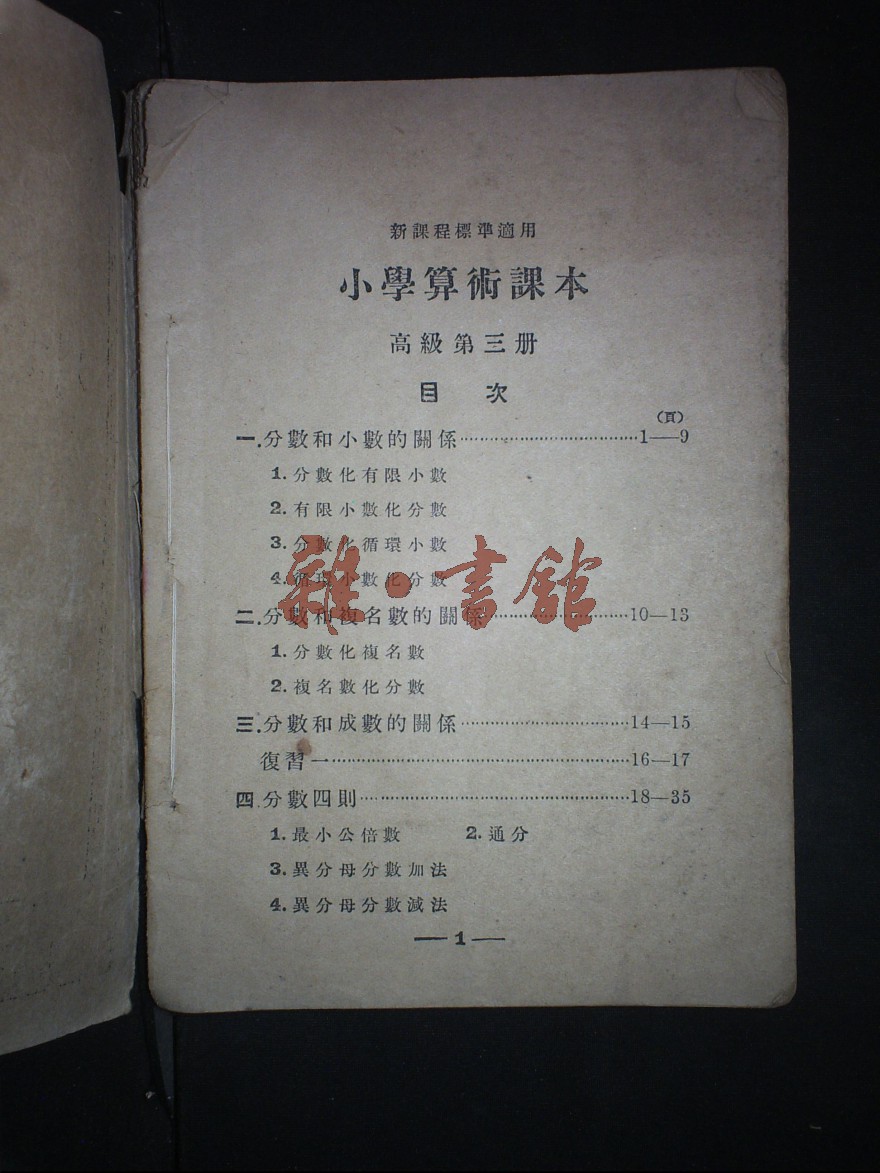 新課程標準適用
小學算術課本
高級第三册
目 次
(頁)
一.分數和小數的關係……………………………1—9
1.分數化有限小數
2.有限小數化分數
3.分數化循環小數
4.循環小數化分數
雜·書館
二.分數和複名數的關係……………………10—13
1.分數化複名數
2.複名數化分數
三.分數和成數的關係…………………………14—15
復習一………………………………………………16—17
四.分數四則…………………………………………18—35
1.最小公倍數 2.通分
3.異分母分數加法
4.異分母分數減法
—1—